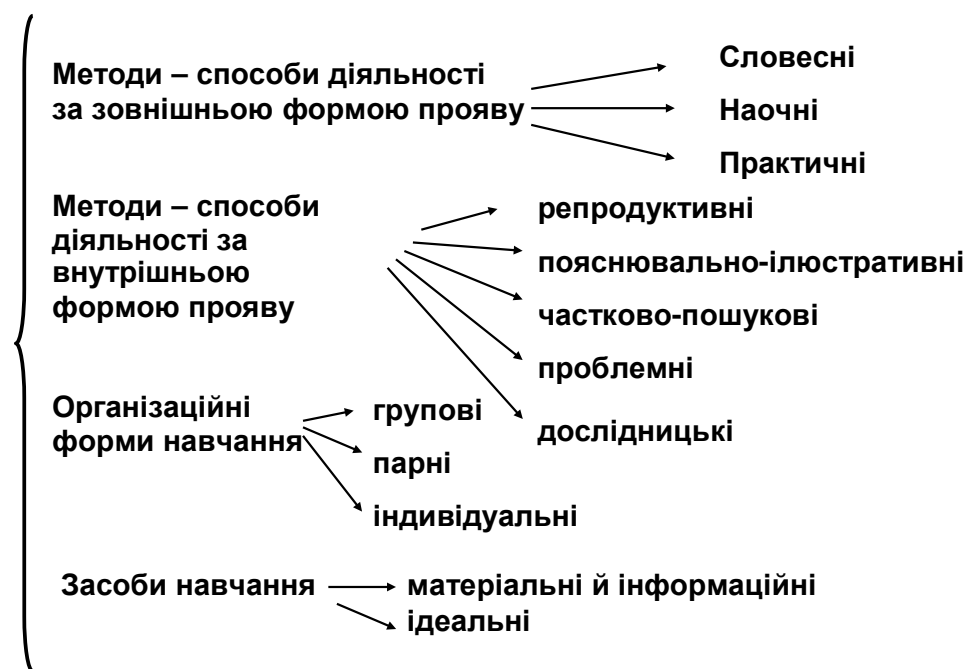 Методи – способи діяльності
за зовнішньою формою прояву
Словесні
Наочні
Практичні
Методи – способи
діяльності за
внутрішньою
формою прояву
репродуктивні
пояснювально-ілюстративні
частково-пошукові
проблемні
дослідницькі
Організаційні
форми навчання
групові
парні
індивідуальні
Засоби навчання
матеріальні й інформаційні
ідеальні